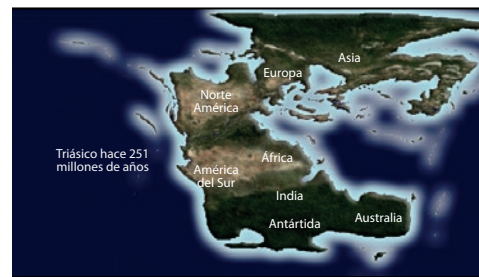 Asia
Europa
Norte
América
Triásico hace 251
millones de años
África
América
del Sur
India
Antártida
Australia